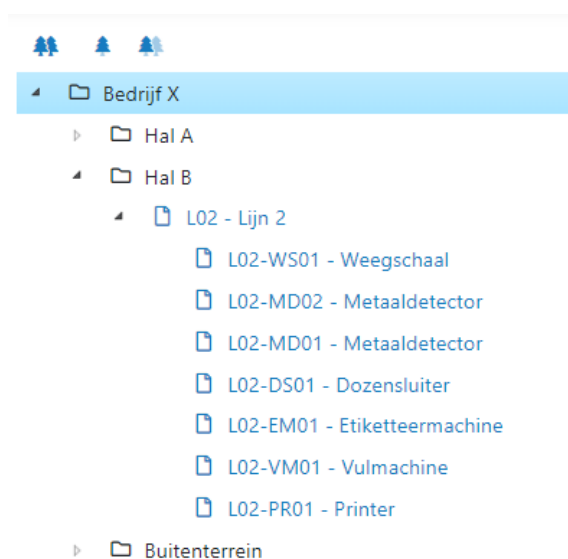 Bedrijf X
Hal A
Hal B
L02 - Lijn 2
L02-WS01 - Weegschaal
L02-MD02 - Metaaldetector
L02-MD01 - Metaaldetector
L02-DS01 - Dozensluiter
L02-EM01 - Etiketteermachine
L02-VM01 - Vulmachine
L02-PR01 - Printer
Buitenterrein